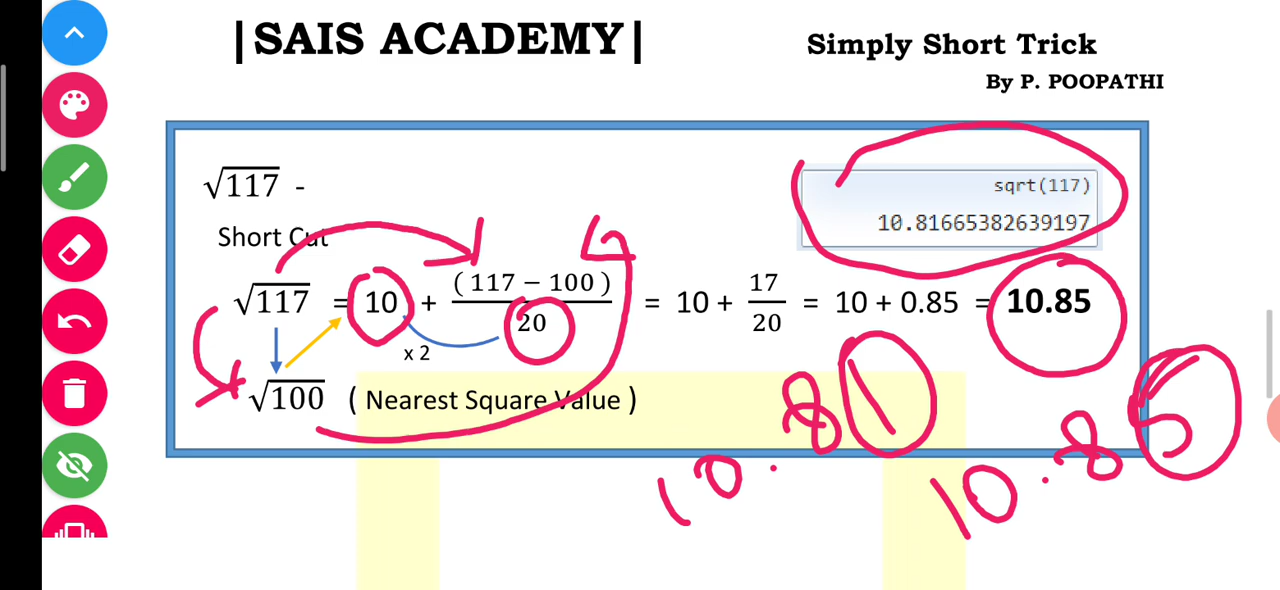 |SAIS ACADEMY|
Simply Short Trick
By P. POOPATHI
√117 -
sqrt(117)
10.81665382639197
Short Cut
√117 = 10 + (117 − 100) / 20 = 10 + 17/20 = 10 + 0.85 = 10.85
x 2
√100 ( Nearest Square Value )
10.81
10.85